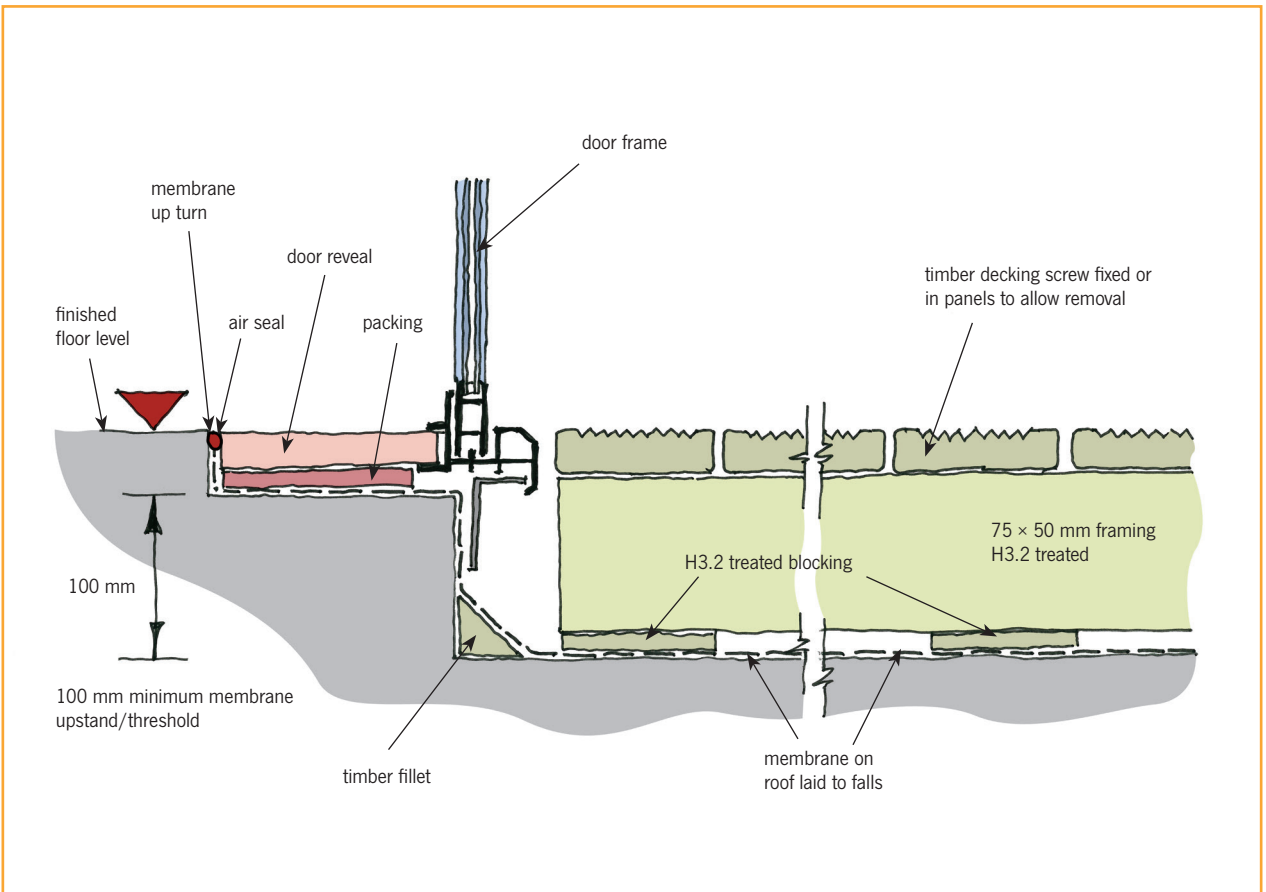 door frame
membrane
up turn
door reveal
timber decking screw fixed or
in panels to allow removal
finished
floor level
air seal
packing
75 × 50 mm framing
H3.2 treated
H3.2 treated blocking
100 mm
100 mm minimum membrane
upstand/threshold
timber fillet
membrane on
roof laid to falls